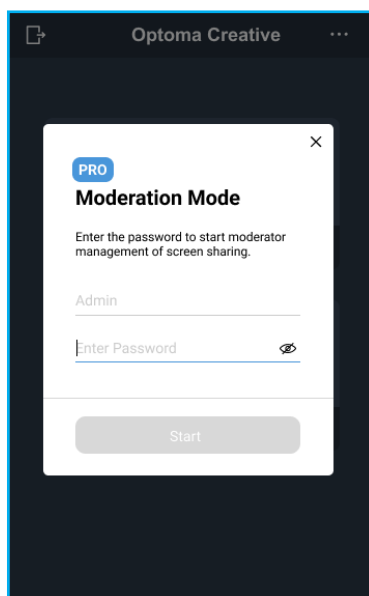 Optoma Creative
PRO
Moderation Mode
Enter the password to start moderator
management of screen sharing.
Admin
Enter Password
Start